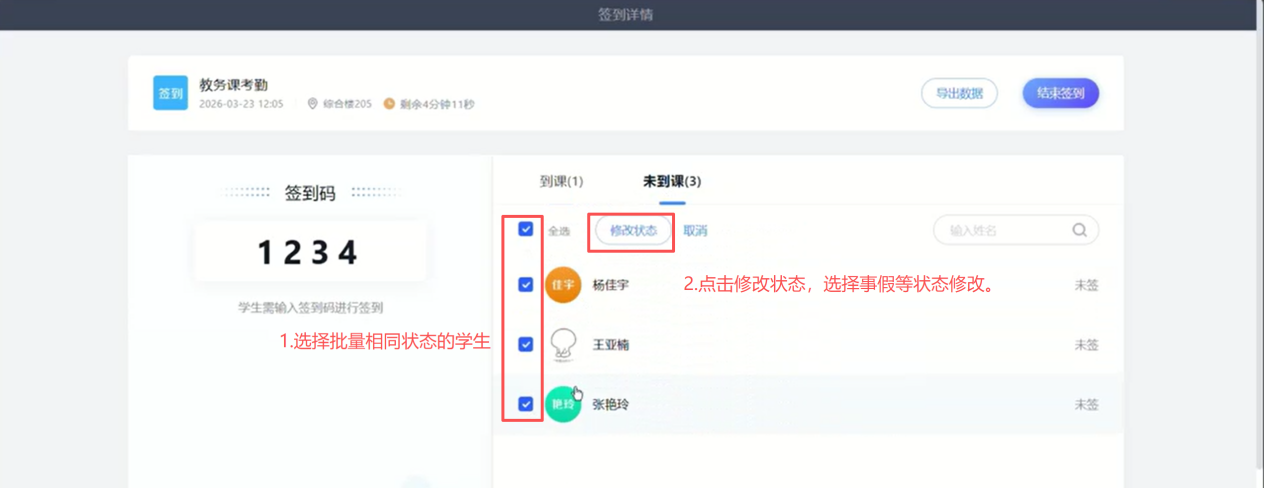 签到详情
签到 教务课考勤
2026-03-23 12:05 综合楼205 剩余4分钟11秒
导出数据 结束签到
签到码
1234
学生需输入签到码进行签到
1.选择批量相同状态的学生
到课(1) 未到课(3)
全选 修改状态 取消 输入姓名
佳宇 杨佳宇 未签
2.点击修改状态，选择事假等状态修改。
王亚楠 未签
艳玲 张艳玲 未签